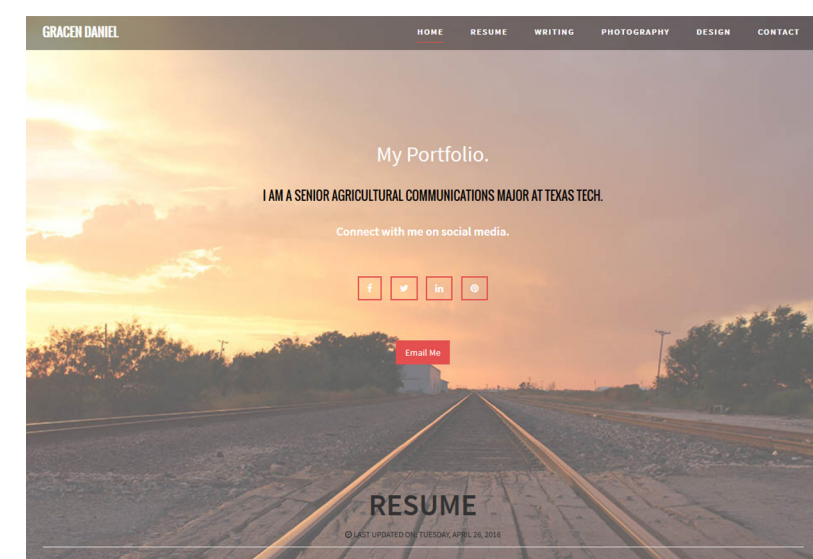 GRACEN DANIEL
HOME RESUME WRITING PHOTOGRAPHY DESIGN CONTACT
My Portfolio.
I AM A SENIOR AGRICULTURAL COMMUNICATIONS MAJOR AT TEXAS TECH.
Connect with me on social media.
f in
Email Me
RESUME
LAST UPDATED ON: TUESDAY, APRIL 26, 2016